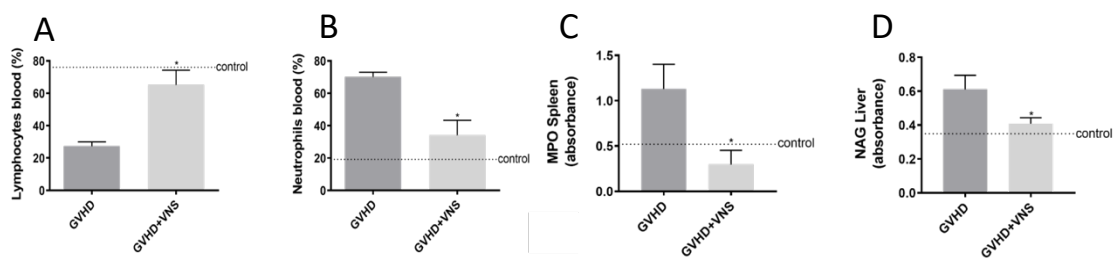 A
Lymphocytes blood (%)
80
60
40
20
0
*
control
GVHD
GVHD+VNS
B
Neutrophils blood (%)
80
60
40
20
0
*
control
GVHD
GVHD+VNS
C
MPO Spleen
(absorbance)
1.5
1.0
0.5
0.0
*
control
GVHD
GVHD+VNS
D
NAG Liver
(absorbance)
0.8
0.6
0.4
0.2
0.0
*
control
GVHD
GVHD+VNS